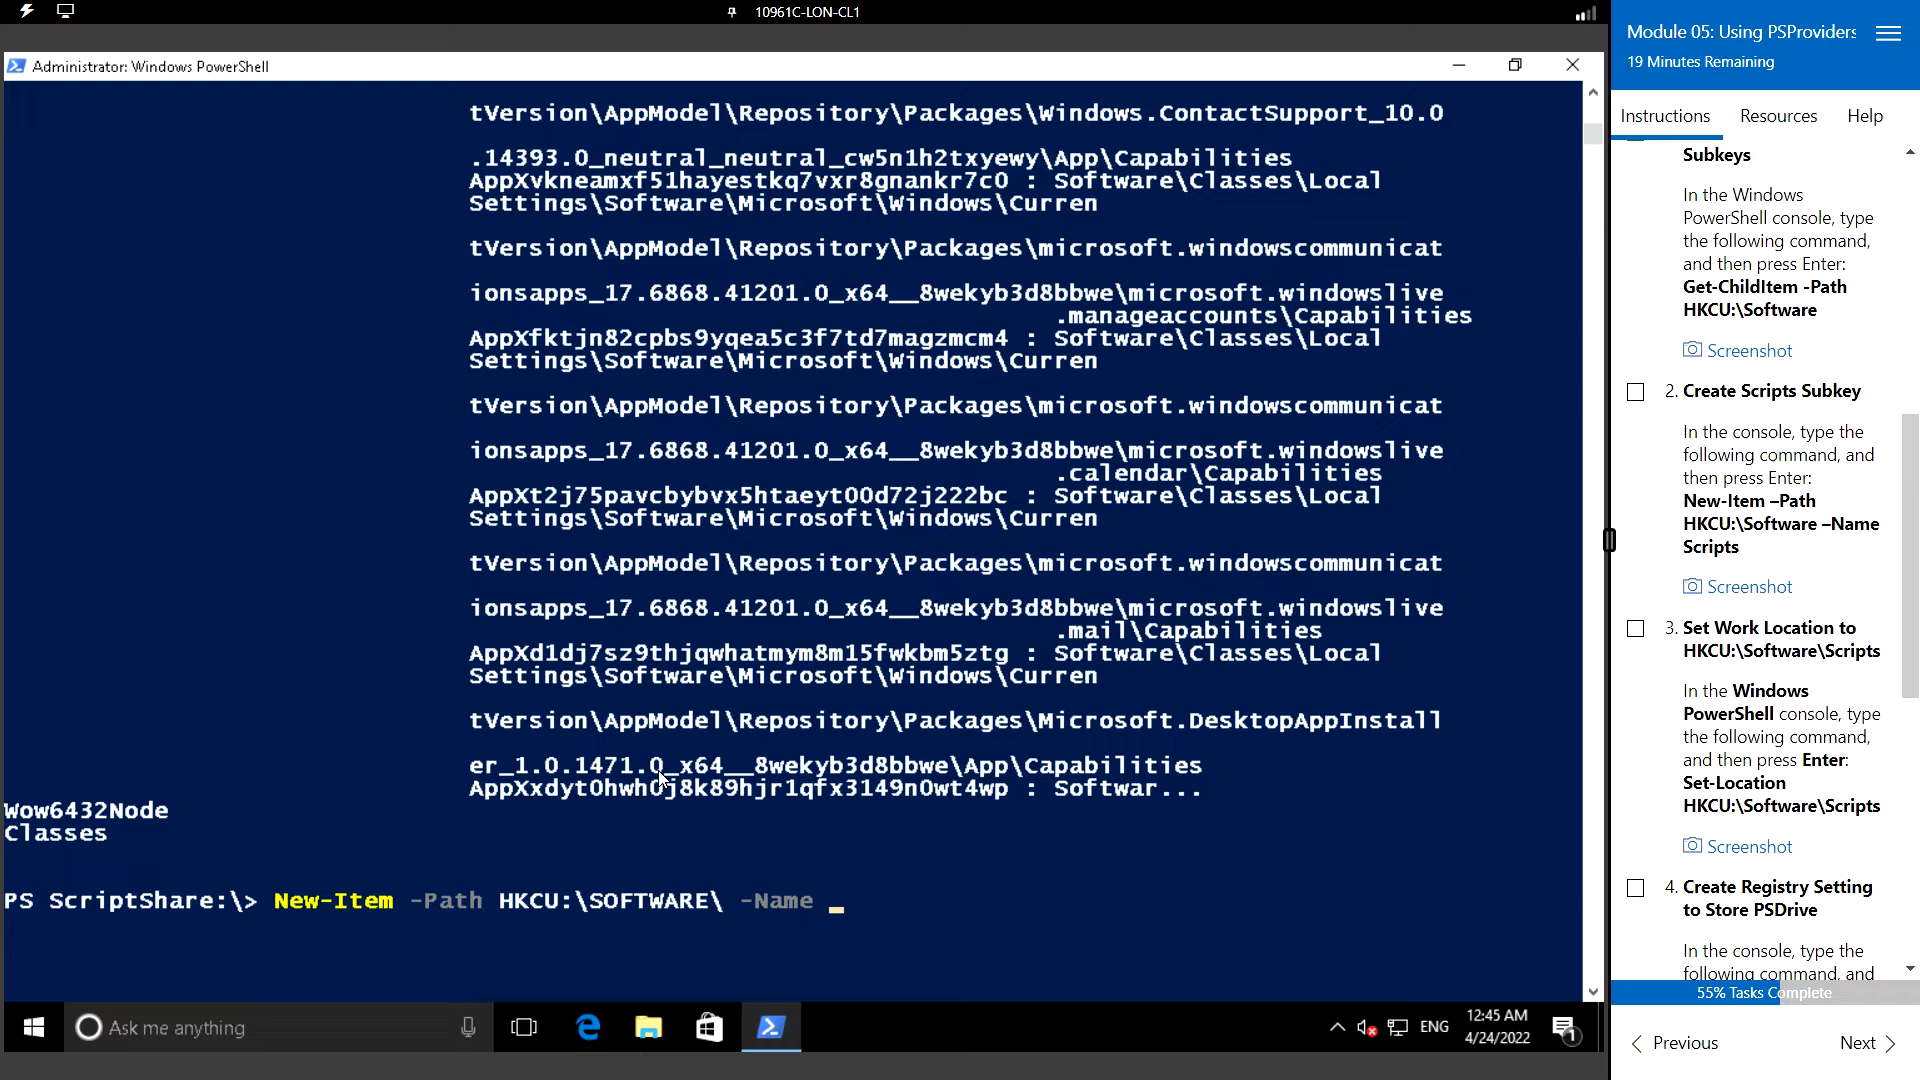 10961C-LON-CL1
Administrator: Windows PowerShell
tVersion\AppModel\Repository\Packages\Windows.ContactSupport_10.0
.14393.0_neutral_neutral_cw5n1h2txyewy\App\Capabilities
AppXvkneamxf51hayestkq7vxr8gnankr7c0 : Software\Classes\Local
Settings\Software\Microsoft\Windows\Curren
tVersion\AppModel\Repository\Packages\microsoft.windowscommunicat
ionsapps_17.6868.41201.0_x64__8wekyb3d8bbwe\microsoft.windowslive
.manageaccounts\Capabilities
AppXfktjn82cpbs9yqea5c3f7td7magzmcm4 : Software\Classes\Local
Settings\Software\Microsoft\Windows\Curren
tVersion\AppModel\Repository\Packages\microsoft.windowscommunicat
ionsapps_17.6868.41201.0_x64__8wekyb3d8bbwe\microsoft.windowslive
.calendar\Capabilities
AppXt2j75pavcbybvx5htaeyt00d72j222bc : Software\Classes\Local
Settings\Software\Microsoft\Windows\Curren
tVersion\AppModel\Repository\Packages\microsoft.windowscommunicat
ionsapps_17.6868.41201.0_x64__8wekyb3d8bbwe\microsoft.windowslive
.mail\Capabilities
AppXd1dj7sz9thjqwhatmym8m15fwkbm5ztg : Software\Classes\Local
Settings\Software\Microsoft\Windows\Curren
tVersion\AppModel\Repository\Packages\Microsoft.DesktopAppInstall
er_1.0.1471.0_x64__8wekyb3d8bbwe\App\Capabilities
AppXxdyt0hwh0j8k89hjr1qfx3149n0wt4wp : Softwar...
Wow6432Node
Classes
PS ScriptShare:\> New-Item -Path HKCU:\SOFTWARE\ -Name _
Ask me anything
ENG
12:45 AM
4/24/2022
1
Module 05: Using PSProviders
19 Minutes Remaining
Instructions Resources Help
Subkeys
In the Windows
PowerShell console, type
the following command,
and then press Enter:
Get-ChildItem -Path
HKCU:\Software
Screenshot
2. Create Scripts Subkey
In the console, type the
following command, and
then press Enter:
New-Item –Path
HKCU:\Software –Name
Scripts
Screenshot
3. Set Work Location to
HKCU:\Software\Scripts
In the Windows
PowerShell console, type
the following command,
and then press Enter:
Set-Location
HKCU:\Software\Scripts
Screenshot
4. Create Registry Setting
to Store PSDrive
In the console, type the
following command, and
55% Tasks Complete
Previous Next